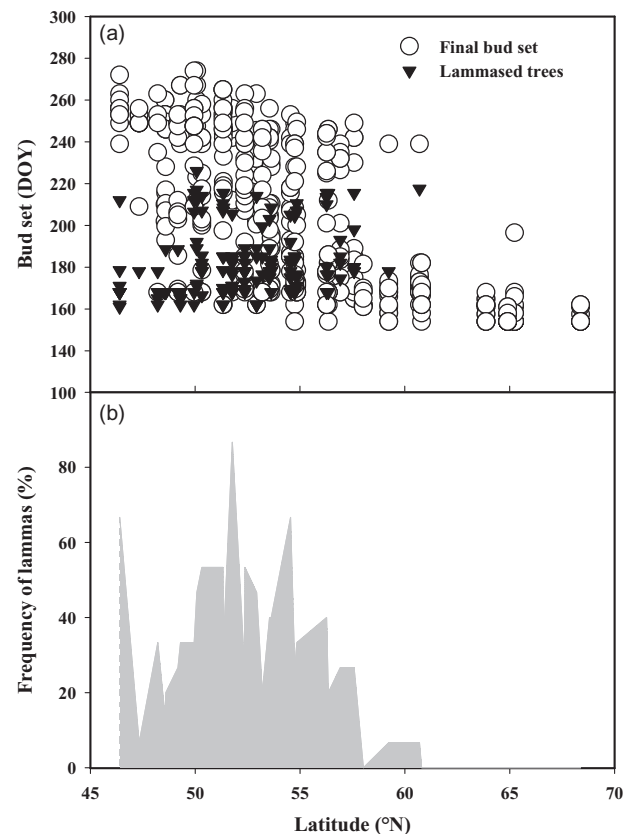 (a)
Final bud set
Lammased trees
Bud set (DOY)
300
280
260
240
220
200
180
160
140
100
(b)
Frequency of lammas (%)
80
60
40
20
0
45 50 55 60 65 70
Latitude (°N)